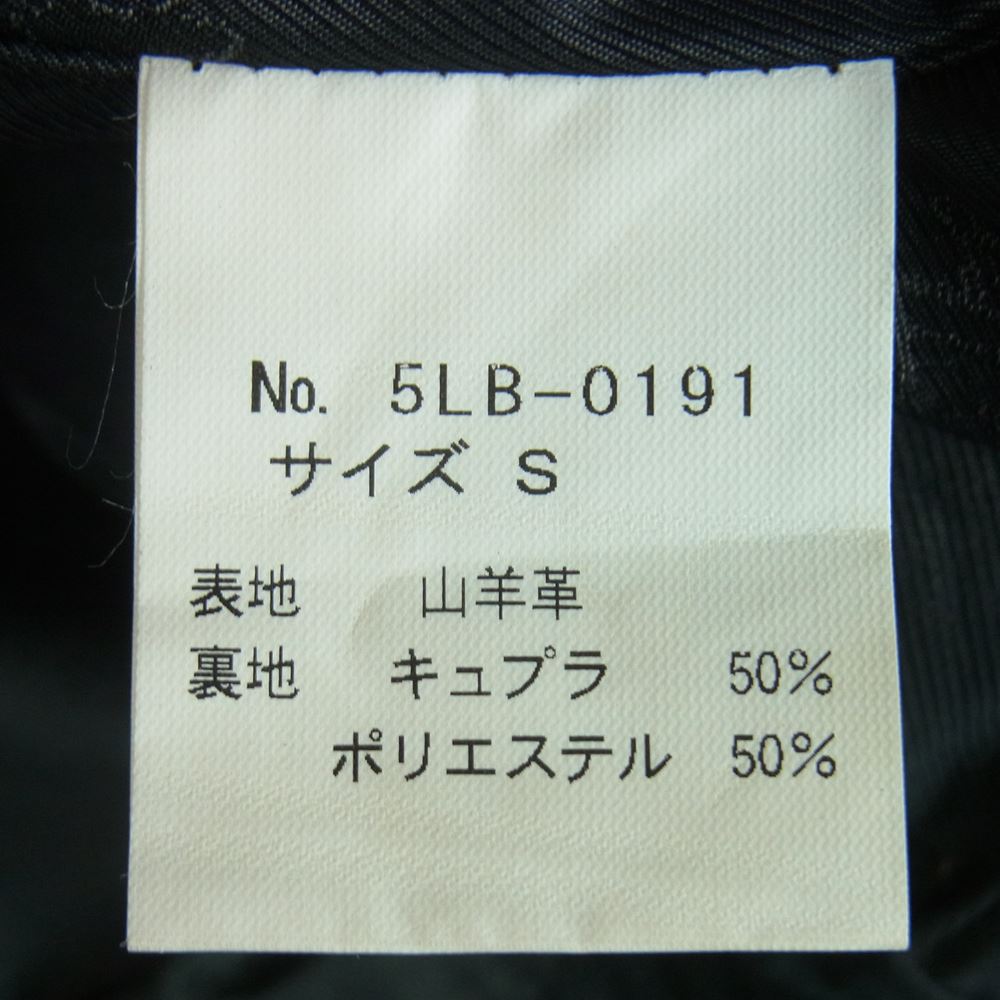 No. 5LB-0191
サイズ S
表地 山羊革
裏地 キュプラ 50%
ポリエステル 50%